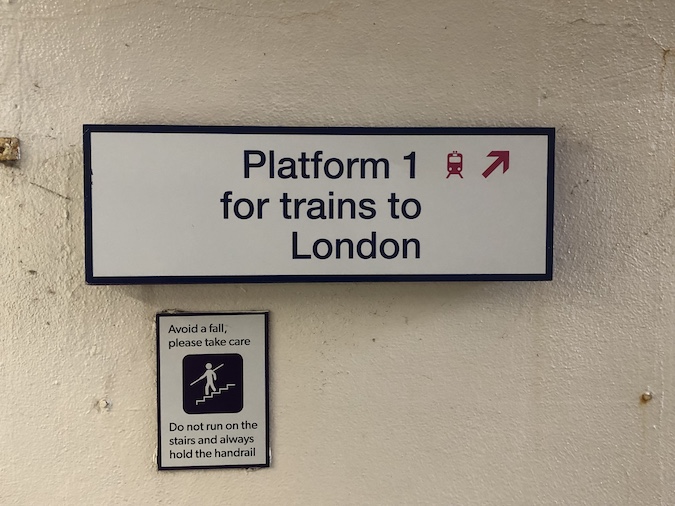 Platform 1
for trains to
London
Avoid a fall,
please take care
Do not run on the
stairs and always
hold the handrail